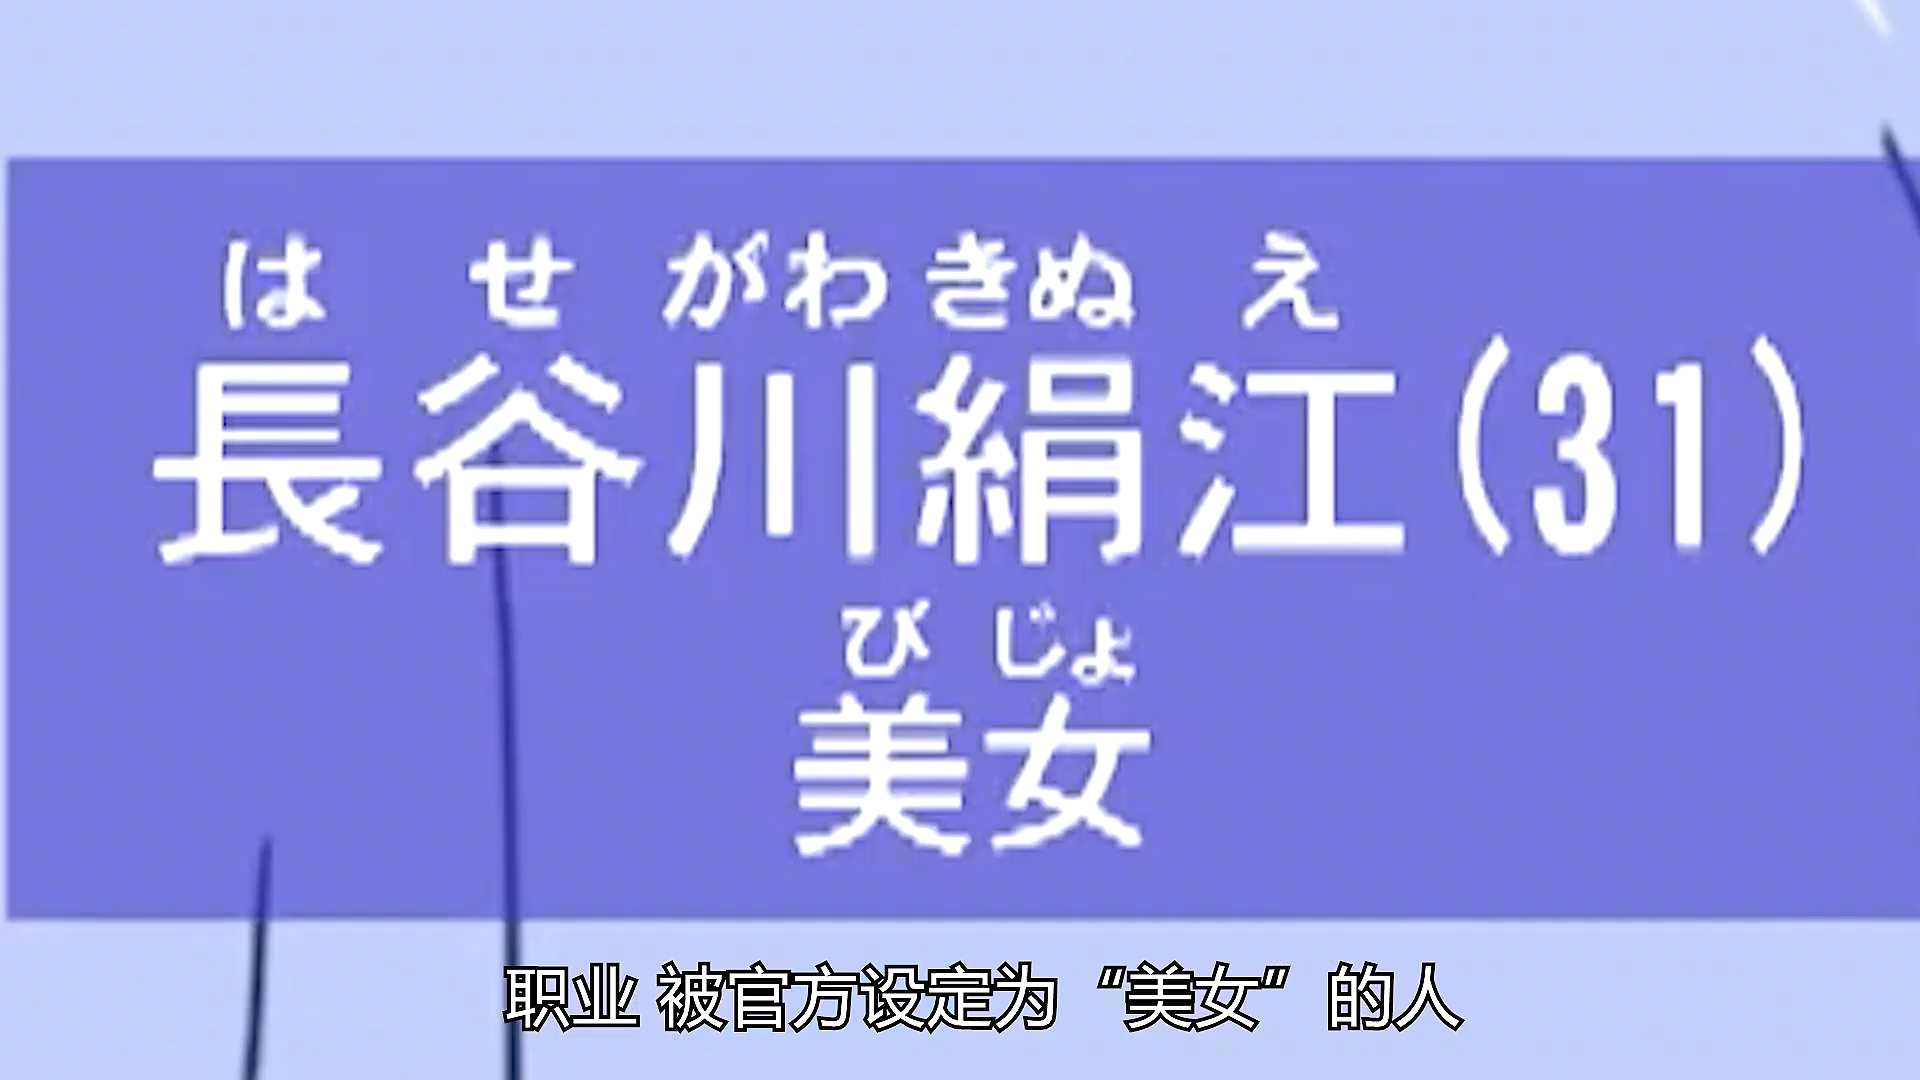 は せ がわ きぬ え
長谷川絹江(31)
び じょ
美女
职业 被官方设定为“美女”的人